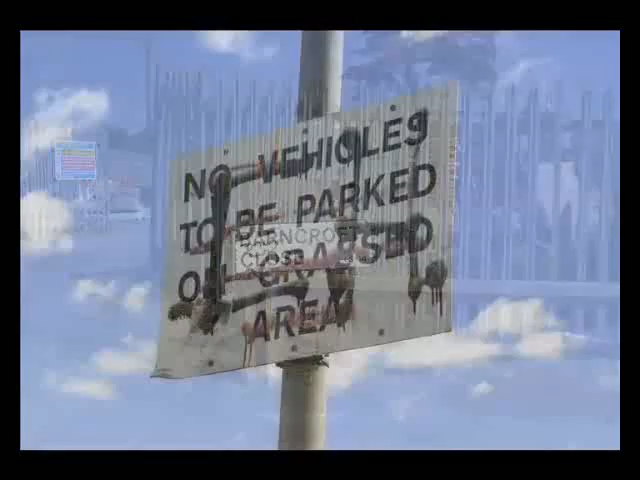 NO VEHICLES
TO BE PARKED
ON GRASSED
AREA
BARNCROFT
CLOSE